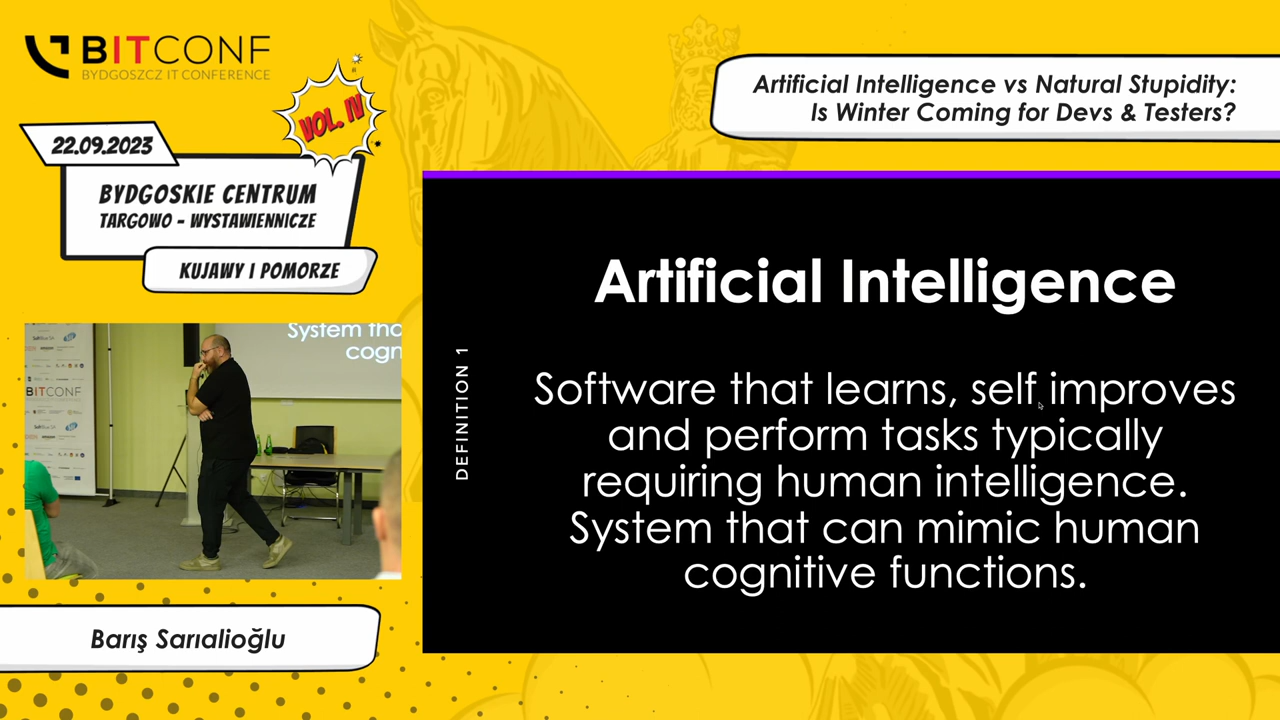 BITCONF
BYDGOSZCZ IT CONFERENCE
VOL. IV
22.09.2023
BYDGOSKIE CENTRUM
TARGOWO - WYSTAWIENNICZE
KUJAWY I POMORZE
Artificial Intelligence vs Natural Stupidity:
Is Winter Coming for Devs & Testers?
System tha
cogn
BITCONF
Barış Sarıalioğlu
DEFINITION 1
Artificial Intelligence
Software that learns, self improves
and perform tasks typically
requiring human intelligence.
System that can mimic human
cognitive functions.